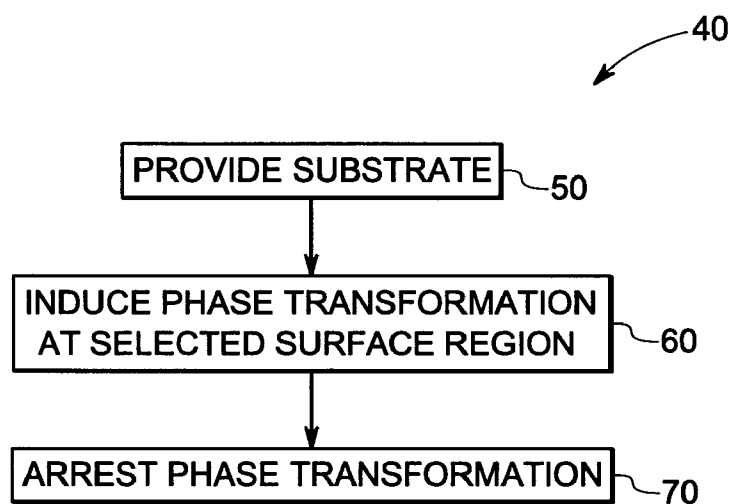 40
PROVIDE SUBSTRATE
50
INDUCE PHASE TRANSFORMATION
AT SELECTED SURFACE REGION
60
ARREST PHASE TRANSFORMATION
70